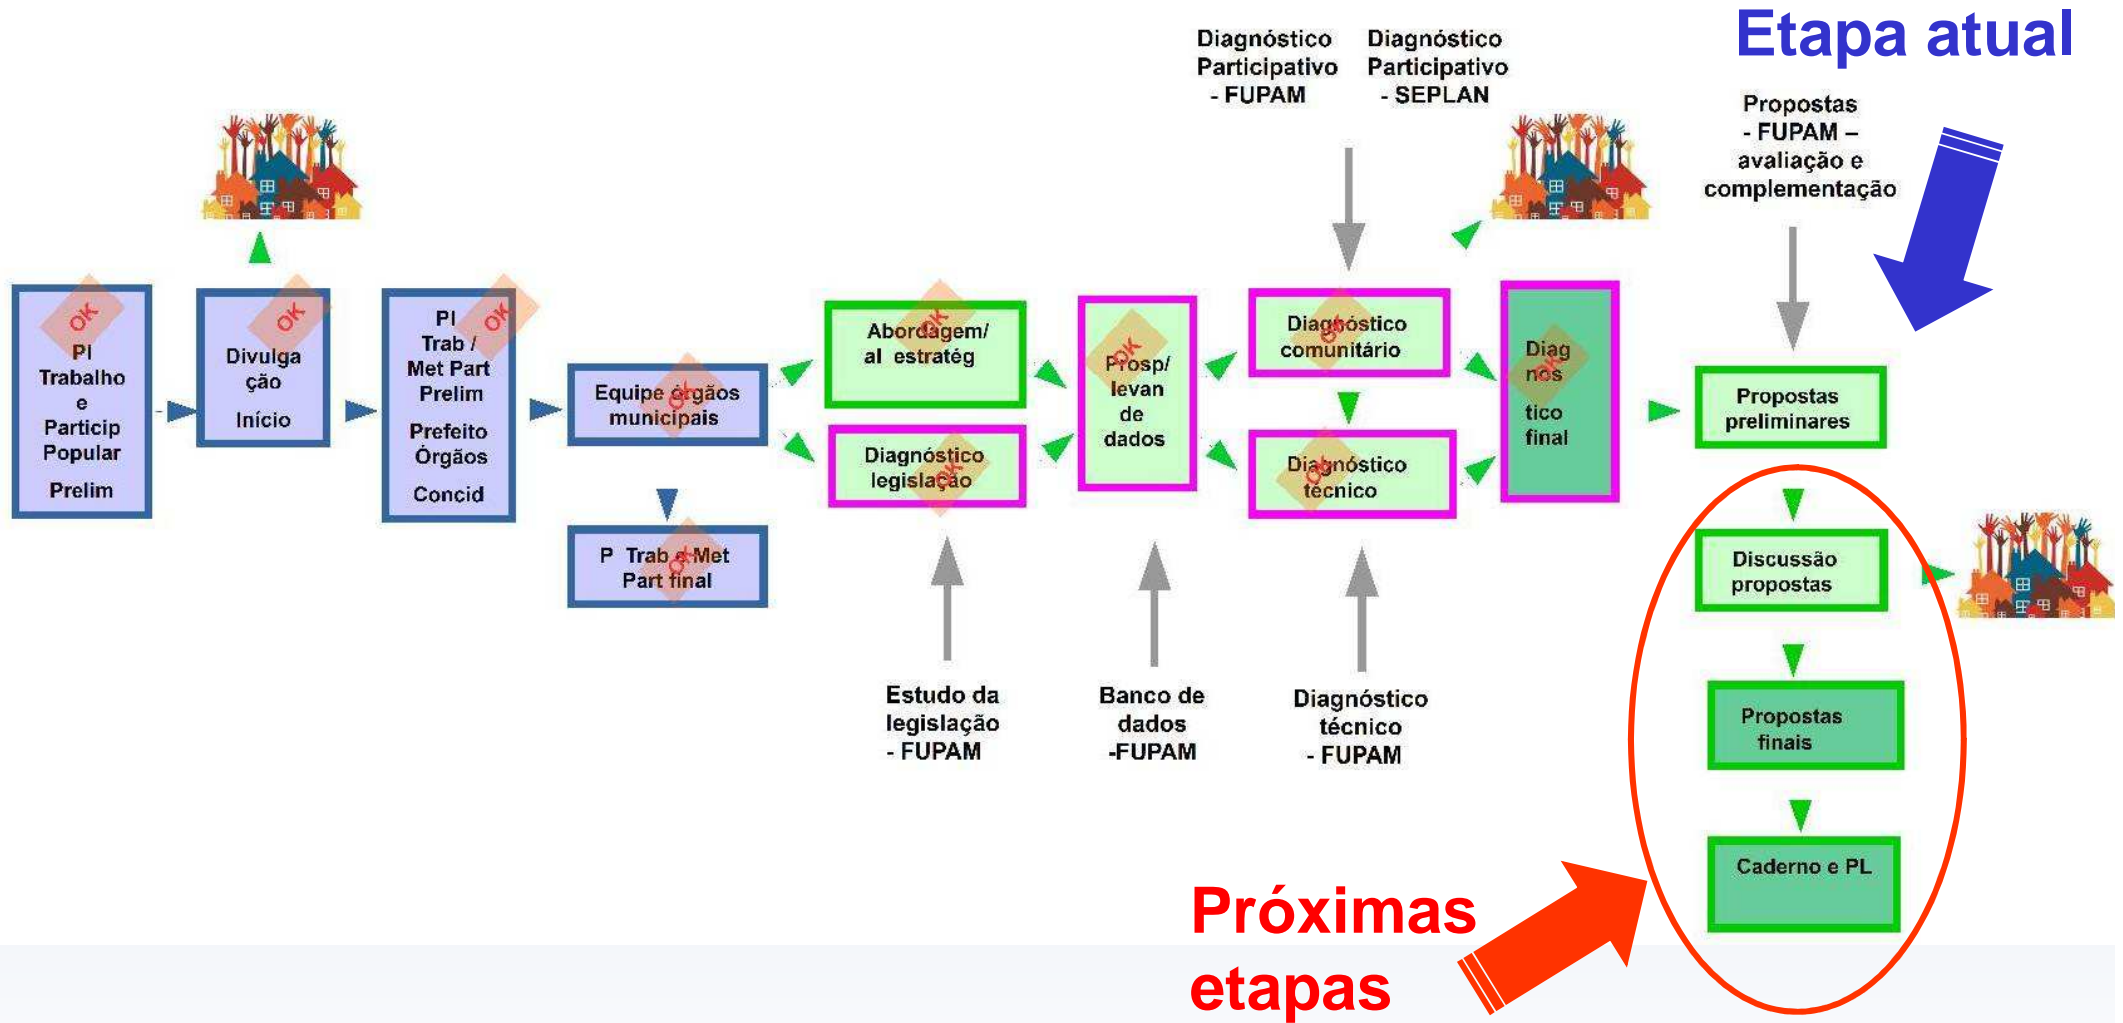 Etapa atual
Diagnóstico
Participativo
- FUPAM
Diagnóstico
Participativo
- SEPLAN
Propostas
- FUPAM –
avaliação e
complementação
OK
Pl
Trabalho
e
Particip
Popular
Prelim
OK
Divulga
ção
Início
OK
Pl
Trab /
Met Part
Prelim
Prefeito
Órgãos
Concid
OK
Equipe órgãos
municipais
OK
P Trab e Met
Part final
OK
Abordagem/
al estratég
OK
Diagnóstico
legislação
OK
Prosp/
levan
de
dados
OK
Diagnóstico
comunitário
OK
Diagnóstico
técnico
OK
Diag
nós
tico
final
Propostas
preliminares
Discussão
propostas
Propostas
finais
Caderno e PL
Estudo da
legislação
- FUPAM
Banco de
dados
-FUPAM
Diagnóstico
técnico
- FUPAM
Próximas
etapas